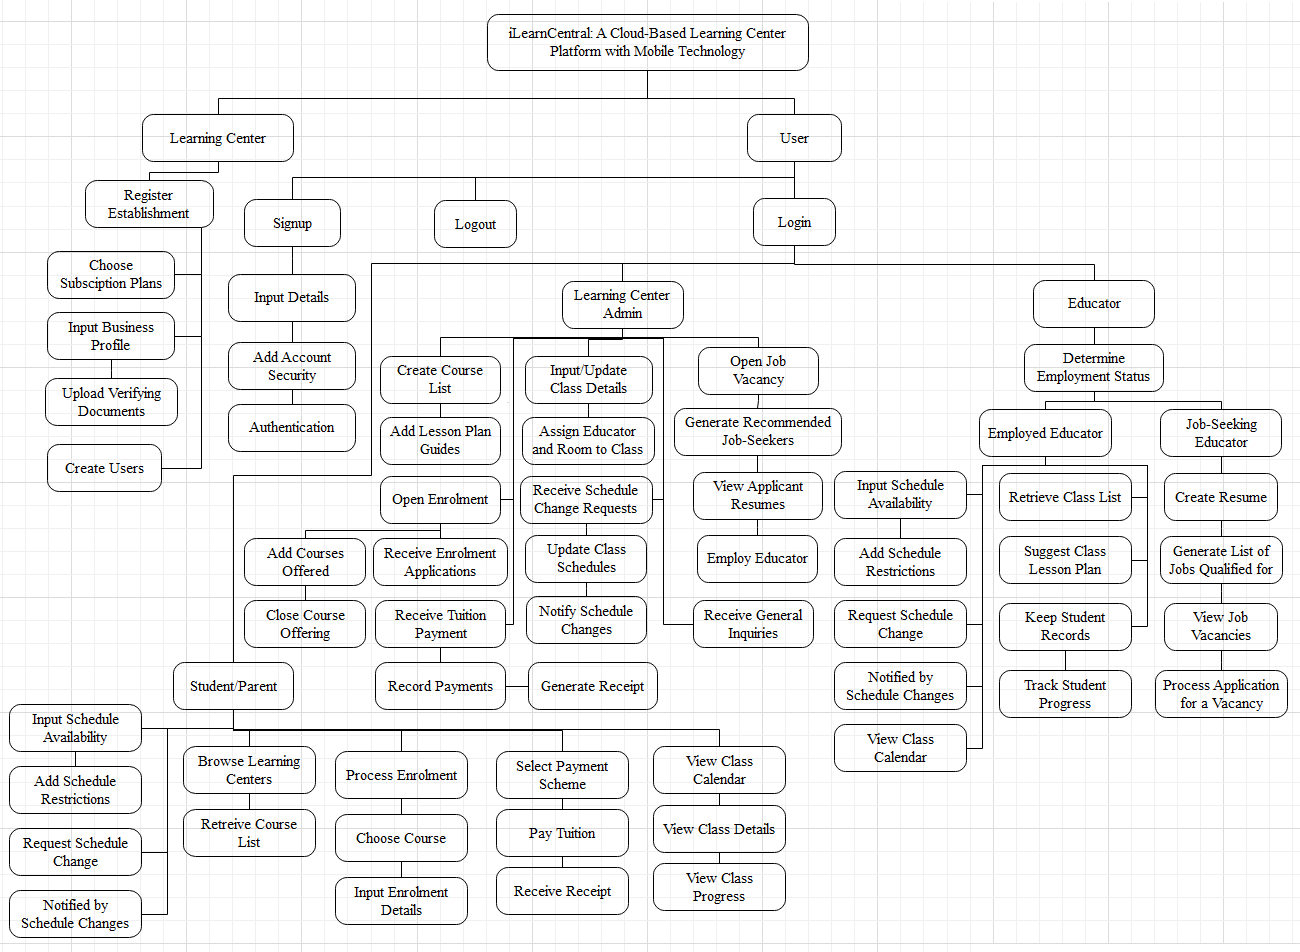 iLearnCentral: A Cloud-Based Learning Center
Platform with Mobile Technology
Learning Center
User
Register
Establishment
Signup
Logout
Login
Choose
Subsciption Plans
Input Details
Learning Center
Admin
Educator
Input Business
Profile
Add Account
Security
Create Course
List
Input/Update
Class Details
Open Job
Vacancy
Determine
Employment Status
Upload Verifying
Documents
Authentication
Add Lesson Plan
Guides
Assign Educator
and Room to Class
Generate Recommended
Job-Seekers
Employed Educator
Job-Seeking
Educator
Create Users
Open Enrolment
Receive Schedule
Change Requests
View Applicant
Resumes
Input Schedule
Availability
Retrieve Class List
Create Resume
Add Courses
Offered
Receive Enrolment
Applications
Update Class
Schedules
Employ Educator
Add Schedule
Restrictions
Suggest Class
Lesson Plan
Generate List of
Jobs Qualified for
Close Course
Offering
Receive Tuition
Payment
Notify Schedule
Changes
Receive General
Inquiries
Request Schedule
Change
Keep Student
Records
View Job
Vacancies
Student/Parent
Record Payments
Generate Receipt
Notified by
Schedule Changes
Track Student
Progress
Process Application
for a Vacancy
Input Schedule
Availability
View Class
Calendar
Browse Learning
Centers
Process Enrolment
Select Payment
Scheme
View Class
Calendar
Add Schedule
Restrictions
Retreive Course
List
Choose Course
Pay Tuition
View Class Details
Request Schedule
Change
Input Enrolment
Details
Receive Receipt
View Class
Progress
Notified by
Schedule Changes